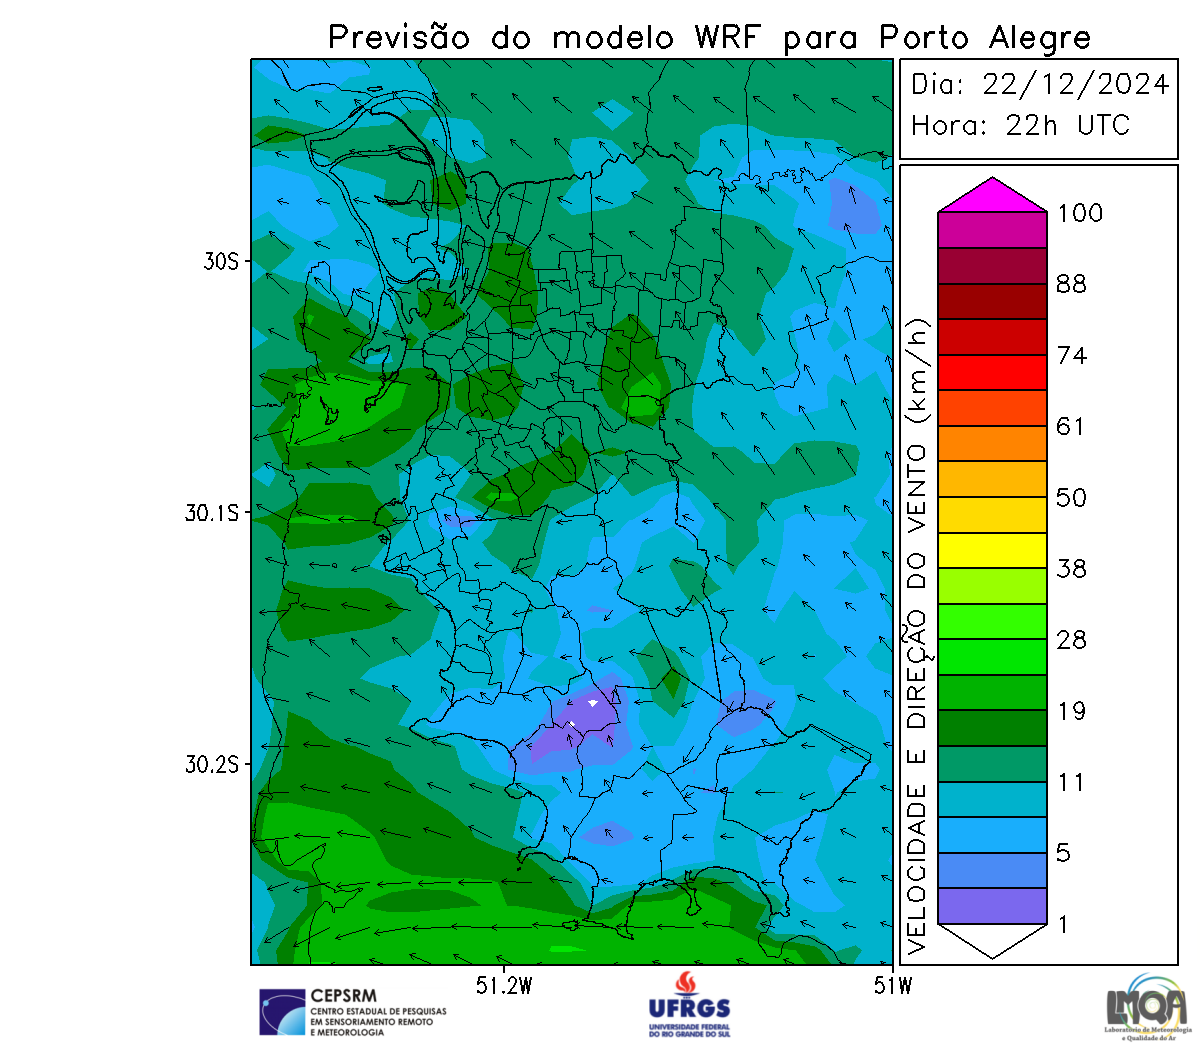 Previsão do modelo WRF para Porto Alegre
Dia: 22/12/2024
Hora: 22h UTC
30S
30.1S
30.2S
51.2W
51W
VELOCIDADE E DIREÇÃO DO VENTO (km/h)
100
88
74
61
50
38
28
19
11
5
1
CEPSRM
CENTRO ESTADUAL DE PESQUISAS
EM SENSORIAMENTO REMOTO
E METEOROLOGIA
UFRGS
UNIVERSIDADE FEDERAL
DO RIO GRANDE DO SUL
LMQA
Laboratório de Meteorologia
e Qualidade do Ar